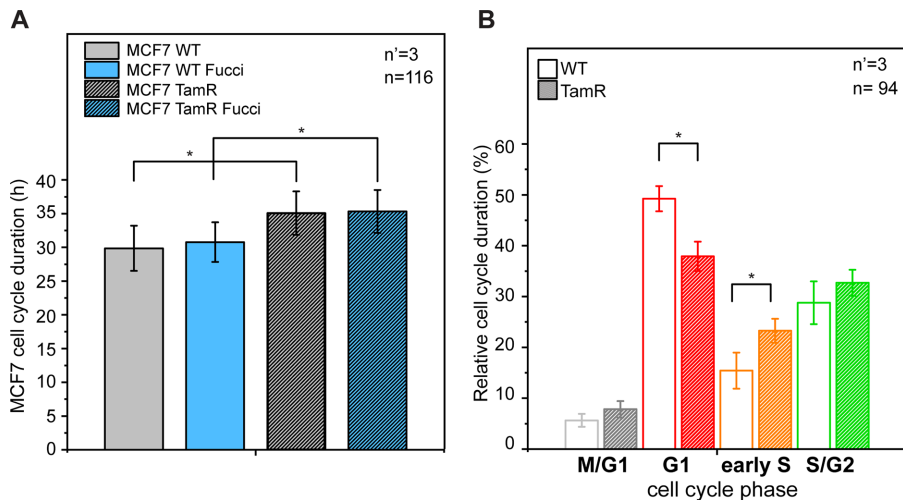 A
MCF7 WT
MCF7 WT Fucci
MCF7 TamR
MCF7 TamR Fucci
n’=3
n=116
*
*
MCF7 cell cycle duration (h)
40
35
30
25
20
15
10
5
0
B
WT
TamR
n’=3
n= 94
*
*
Relative cell cycle duration (%)
60
50
40
30
20
10
0
M/G1 G1 early S S/G2
cell cycle phase